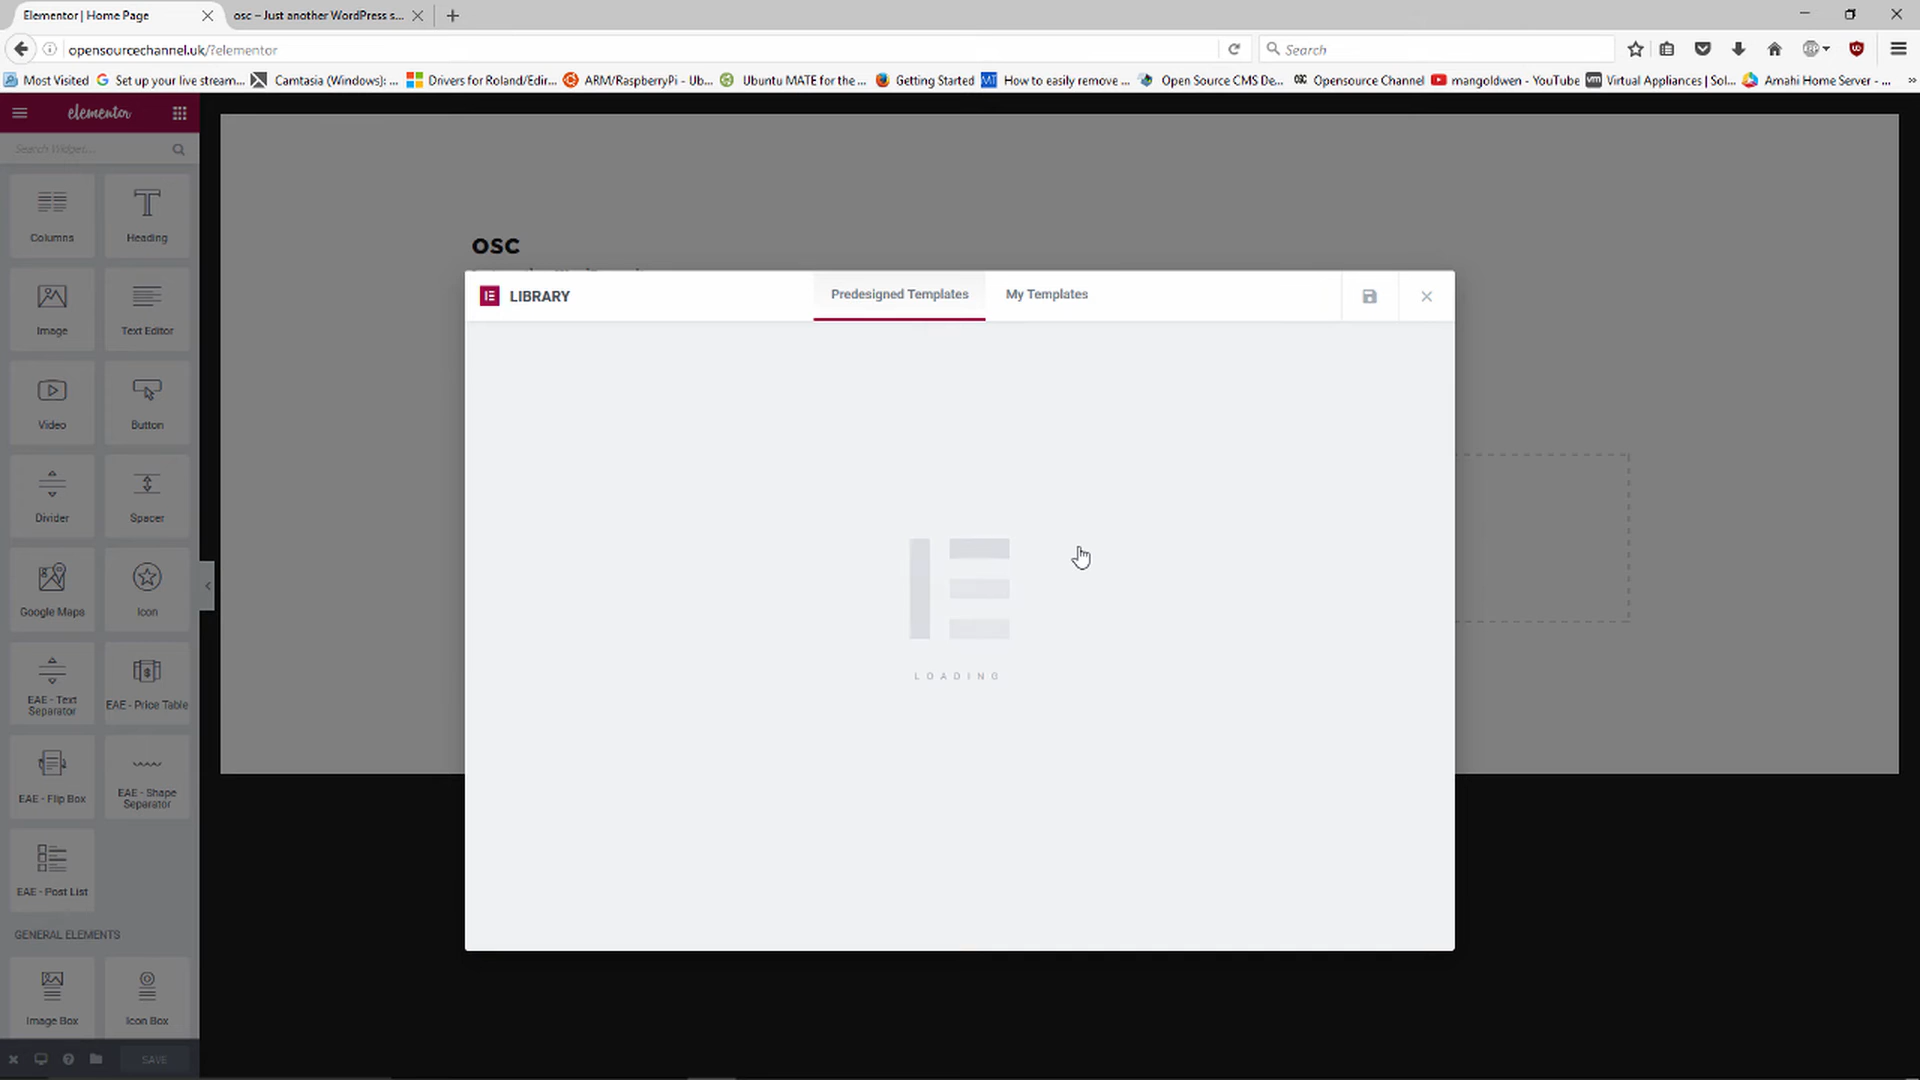 Elementor | Home Page
osc – Just another WordPress s...
opensourcechannel.uk/?elementor
Search
Most Visited
Set up your live stream...
Camtasia (Windows): ...
Drivers for Roland/Edir...
ARM/RaspberryPi - Ub...
Ubuntu MATE for the ...
Getting Started
How to easily remove ...
Open Source CMS De...
Opensource Channel
mangoldwen - YouTube
Virtual Appliances | Sol...
Amahi Home Server - ...
elementor
Search Widget...
Columns
Heading
Image
Text Editor
Video
Button
Divider
Spacer
Google Maps
Icon
EAE - Text
Separator
EAE - Price Table
EAE - Flip Box
EAE - Shape
Separator
EAE - Post List
GENERAL ELEMENTS
Image Box
Icon Box
SAVE
osc
LIBRARY
Predesigned Templates
My Templates
LOADING